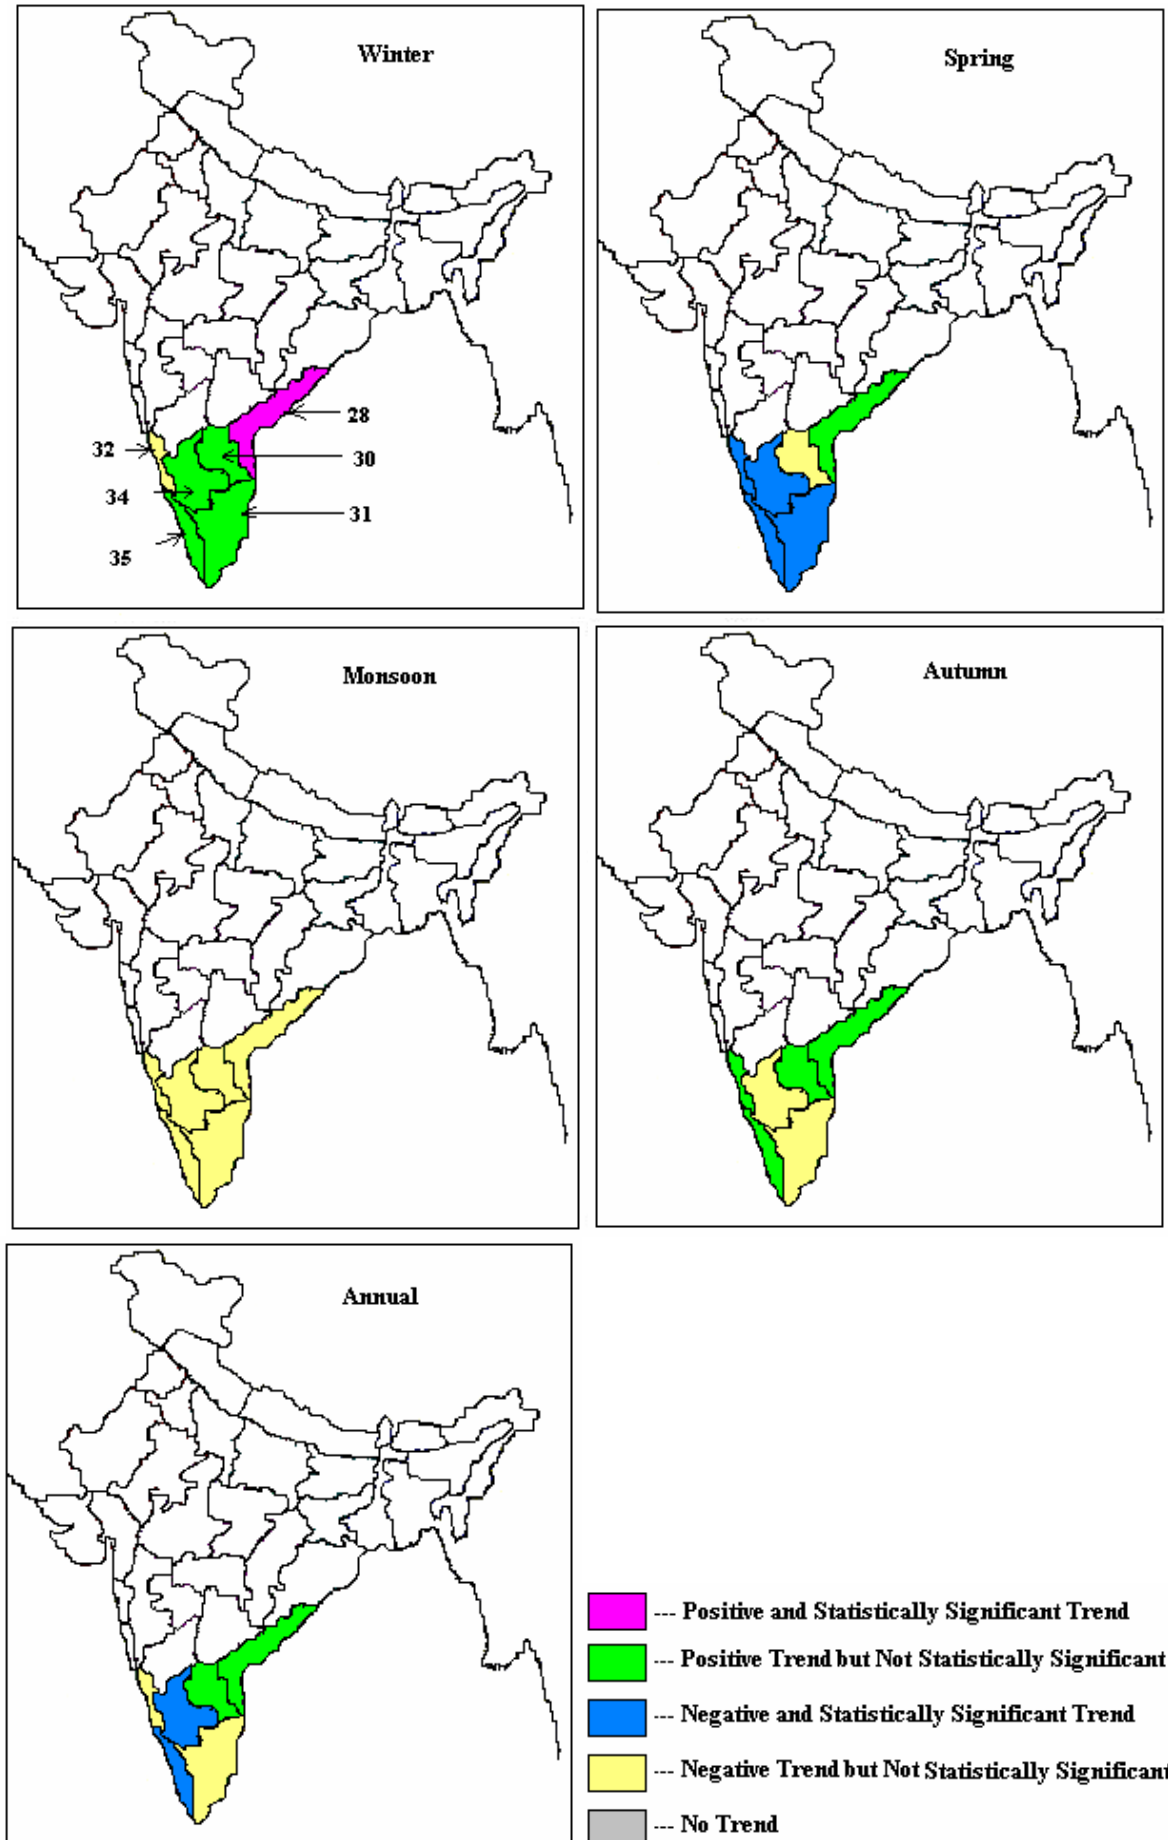 Winter
28
32
30
34
31
35
Spring
Monsoon
Autumn
Annual
--- Positive and Statistically Significant Trend
--- Positive Trend but Not Statistically Significant
--- Negative and Statistically Significant Trend
--- Negative Trend but Not Statistically Significant
--- No Trend